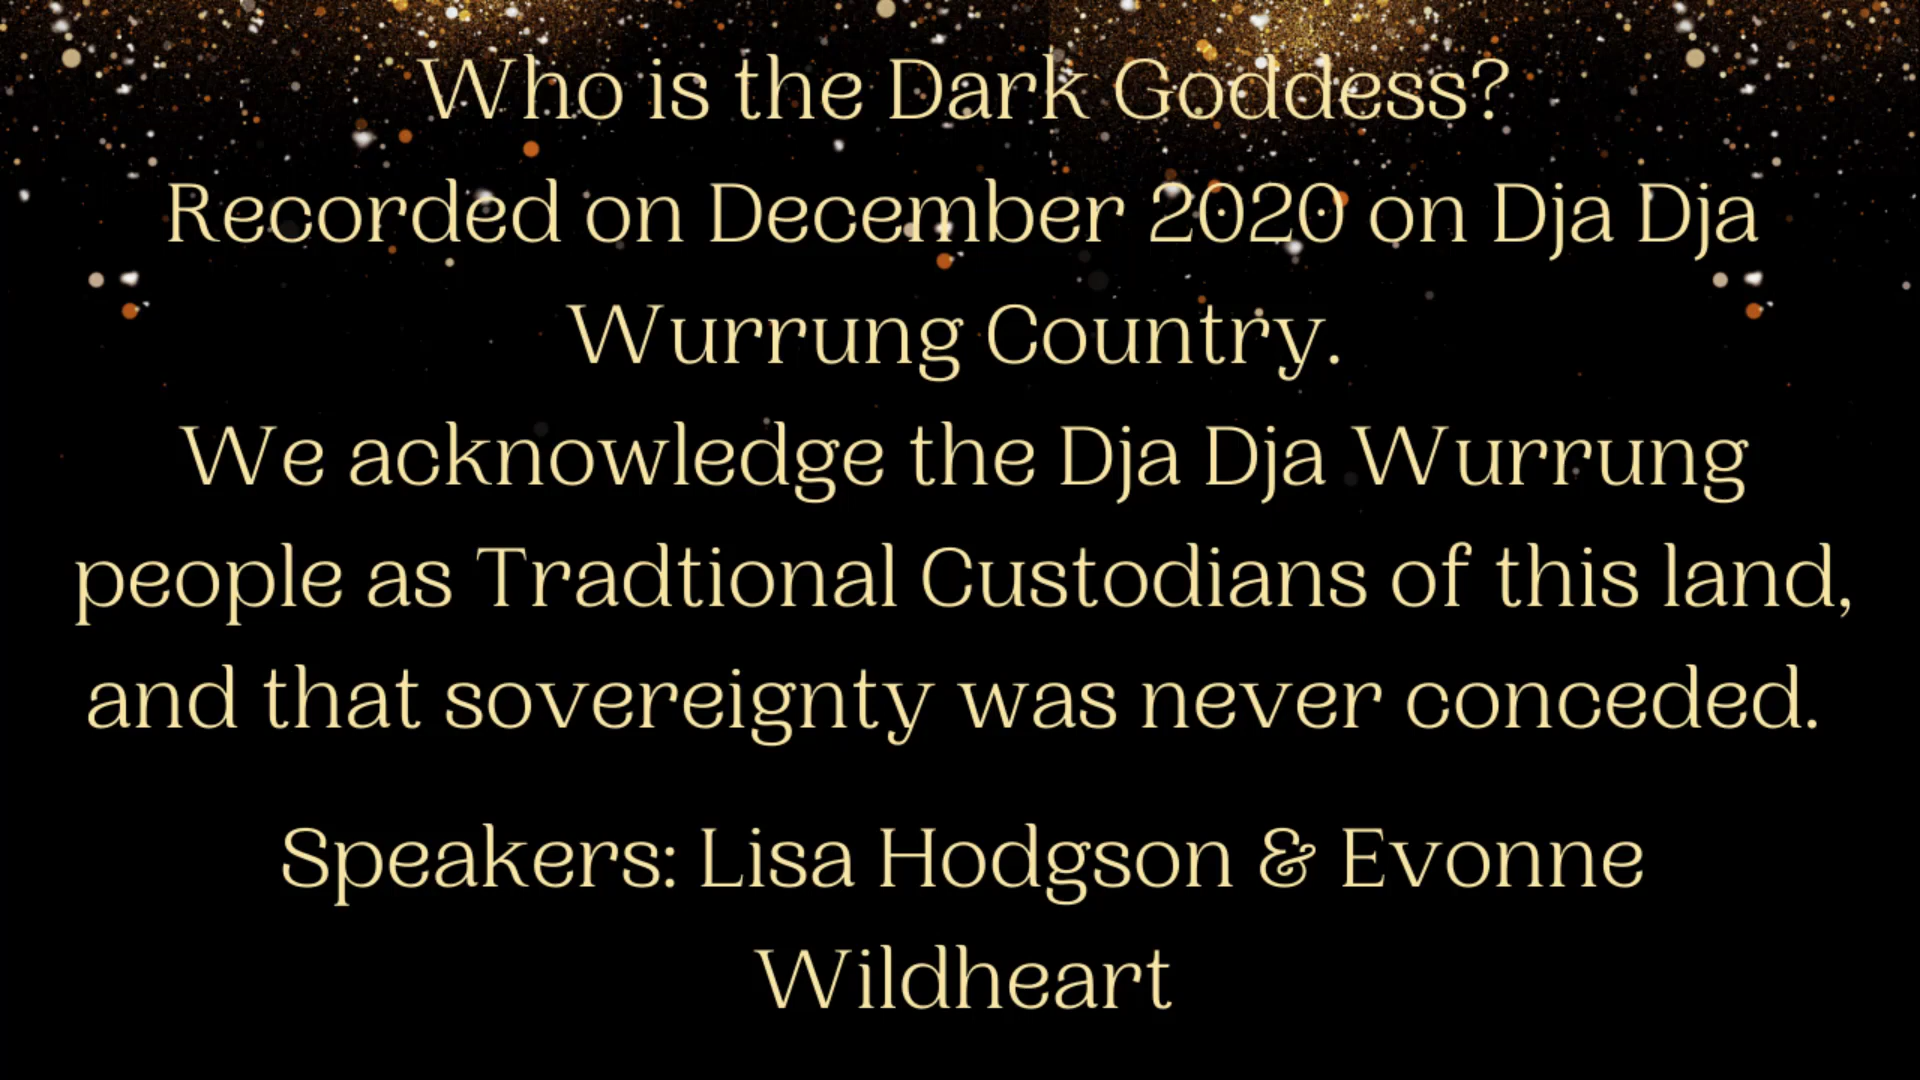 Who is the Dark Goddess?
Recorded on December 2020 on Dja Dja
Wurrung Country.
We acknowledge the Dja Dja Wurrung
people as Tradtional Custodians of this land,
and that sovereignty was never conceded.
Speakers: Lisa Hodgson & Evonne
Wildheart